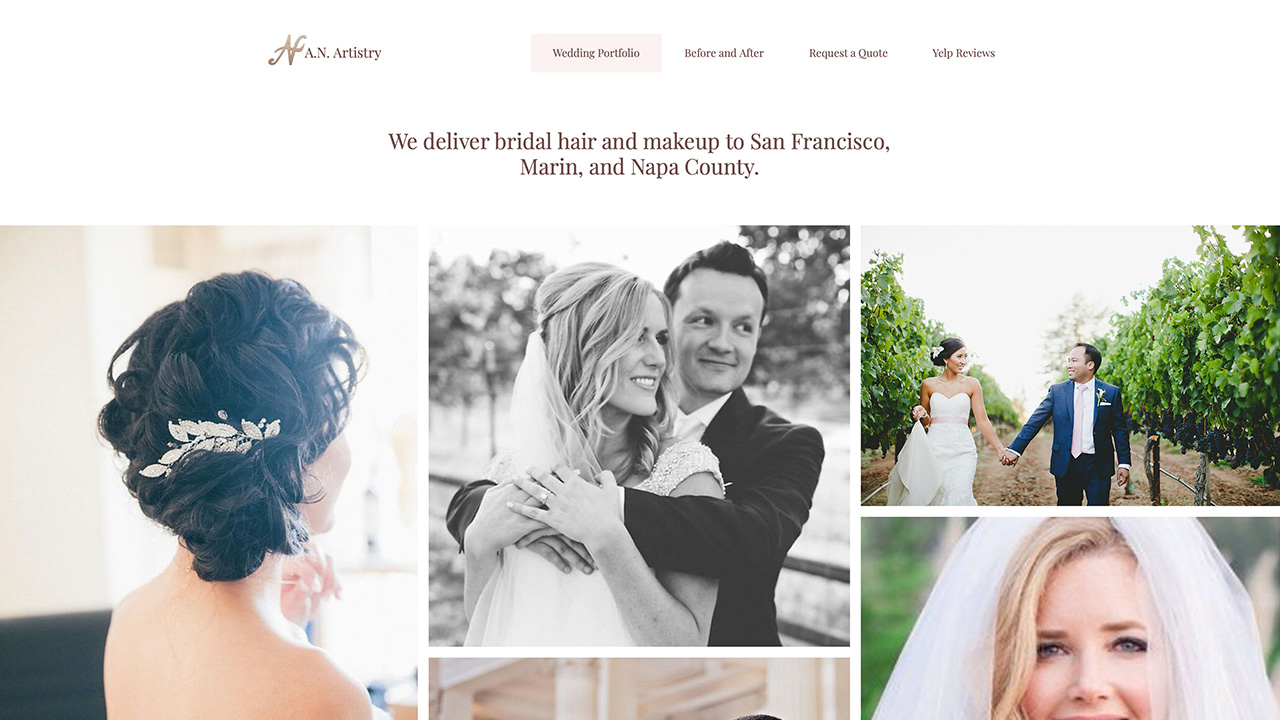 A.N. Artistry
Wedding Portfolio
Before and After
Request a Quote
Yelp Reviews
We deliver bridal hair and makeup to San Francisco,
Marin, and Napa County.